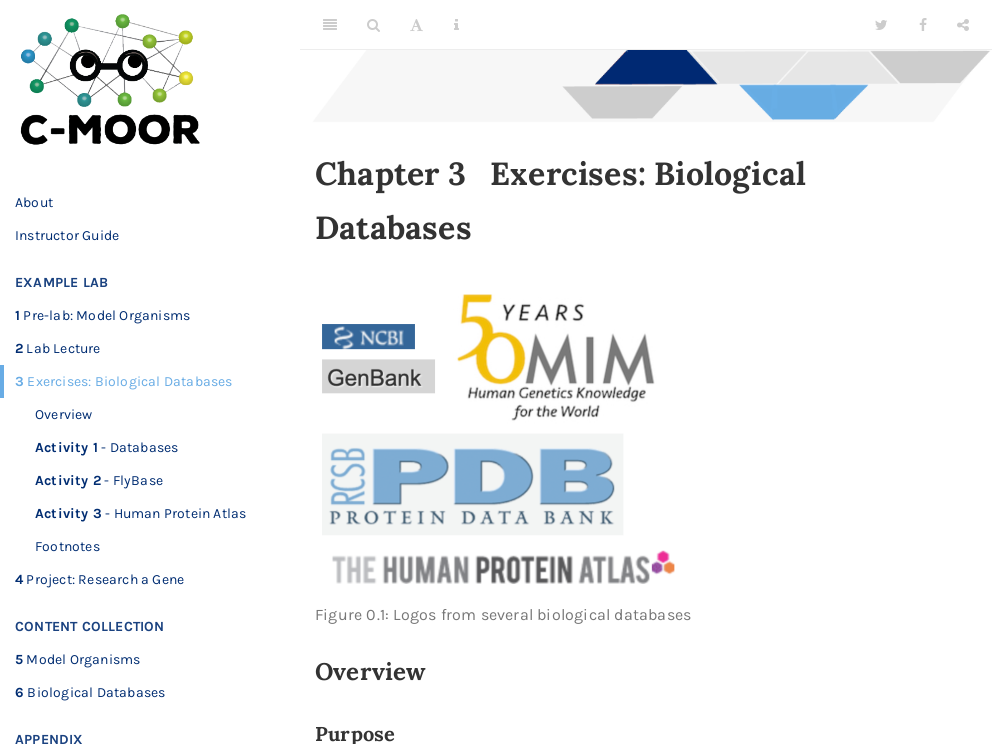 C-MOOR
About
Instructor Guide
EXAMPLE LAB
1 Pre-lab: Model Organisms
2 Lab Lecture
3 Exercises: Biological Databases
Overview
Activity 1 - Databases
Activity 2 - FlyBase
Activity 3 - Human Protein Atlas
Footnotes
4 Project: Research a Gene
CONTENT COLLECTION
5 Model Organisms
6 Biological Databases
APPENDIX
Chapter 3 Exercises: Biological
Databases
NCBI
GenBank
50 YEARS
OMIM
Human Genetics Knowledge
for the World
RCSB
PDB
PROTEIN DATA BANK
THE HUMAN PROTEIN ATLAS
Figure 0.1: Logos from several biological databases
Overview
Purpose